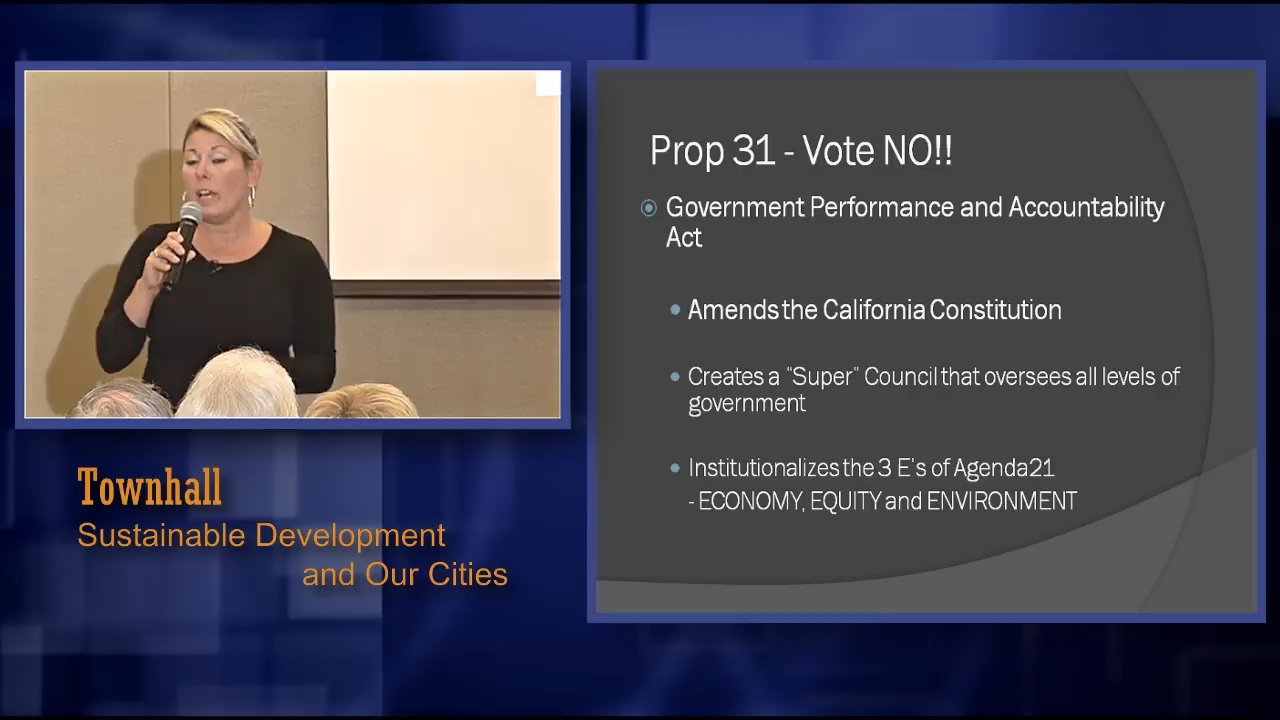 Prop 31 - Vote NO!!
Government Performance and Accountability
Act
Amends the California Constitution
Creates a “Super” Council that oversees all levels of
government
Institutionalizes the 3 E's of Agenda21
- ECONOMY, EQUITY and ENVIRONMENT
Townhall
Sustainable Development
and Our Cities